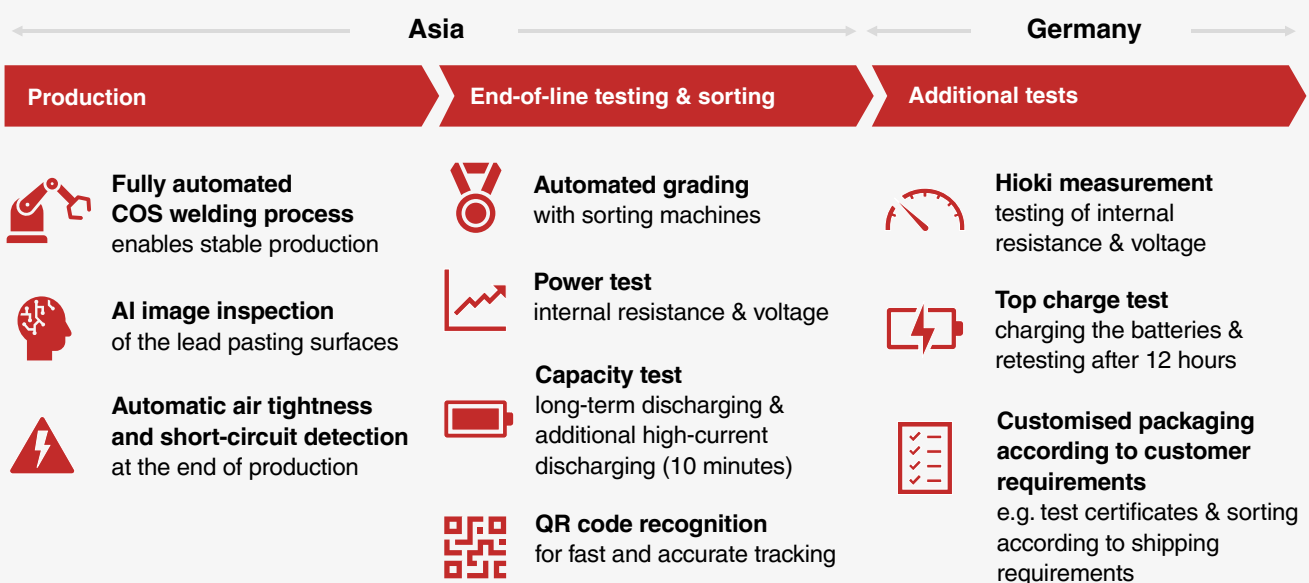 Asia
Germany
Production
End-of-line testing & sorting
Additional tests
Fully automated
COS welding process
enables stable production
AI image inspection
of the lead pasting surfaces
Automatic air tightness
and short-circuit detection
at the end of production
Automated grading
with sorting machines
Power test
internal resistance & voltage
Capacity test
long-term discharging &
additional high-current
discharging (10 minutes)
QR code recognition
for fast and accurate tracking
Hioki measurement
testing of internal
resistance & voltage
Top charge test
charging the batteries &
retesting after 12 hours
Customised packaging
according to customer
requirements
e.g. test certificates & sorting
according to shipping
requirements